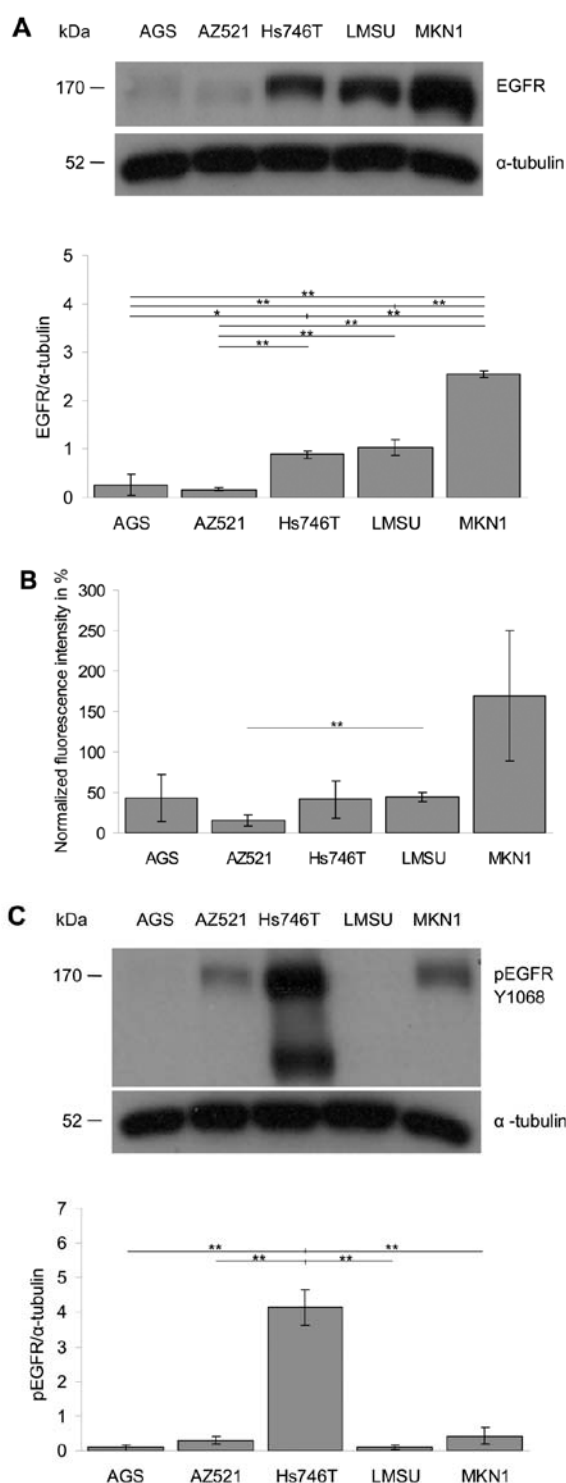 A
kDa AGS AZ521 Hs746T LMSU MKN1
170 EGFR
52 α-tubulin
5
4
3
2
1
0
EGFR/α-tubulin
**
** **
* **
**
**
**
AGS AZ521 Hs746T LMSU MKN1
B
300
250
200
150
100
50
0
Normalized fluorescence intensity in %
**
AGS AZ521 Hs746T LMSU MKN1
C
kDa AGS AZ521 Hs746T LMSU MKN1
170 pEGFR
Y1068
52 α -tubulin
7
6
5
4
3
2
1
0
pEGFR/α-tubulin
** **
** **
AGS AZ521 Hs746T LMSU MKN1